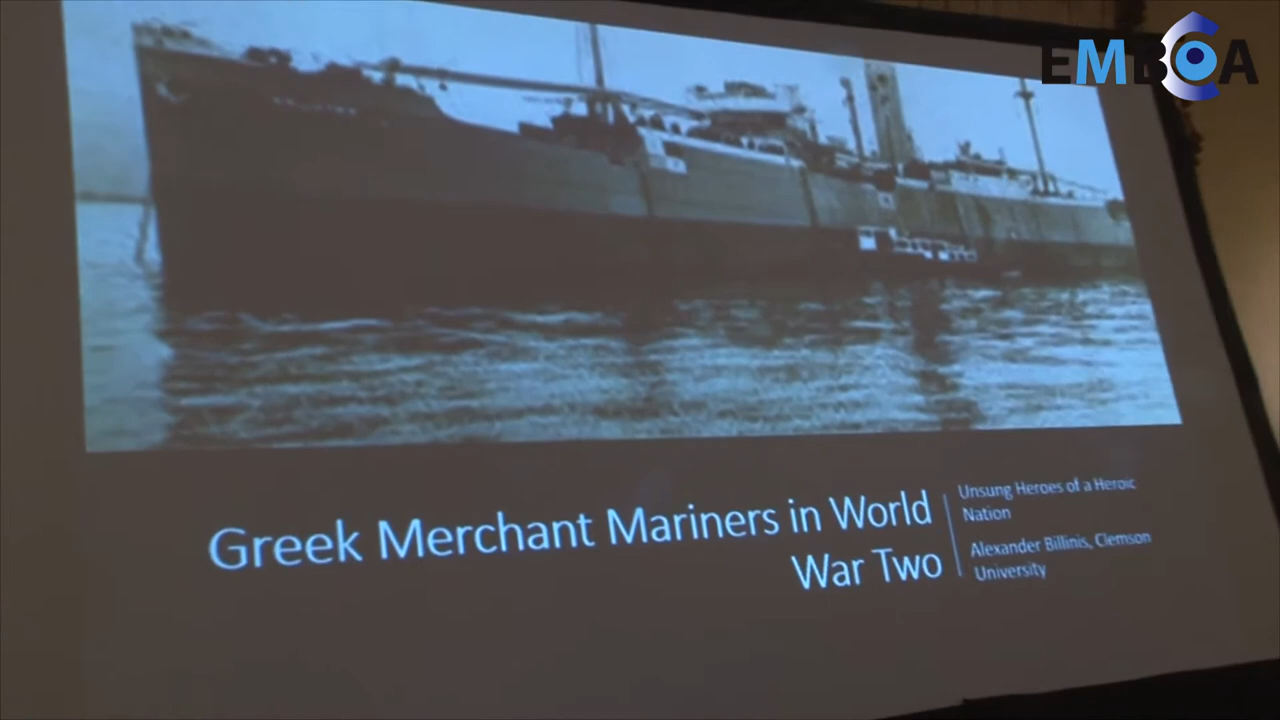 EMBCA
Greek Merchant Mariners in World
War Two
Unsung Heroes of a Heroic
Nation
Alexander Billinis, Clemson
University